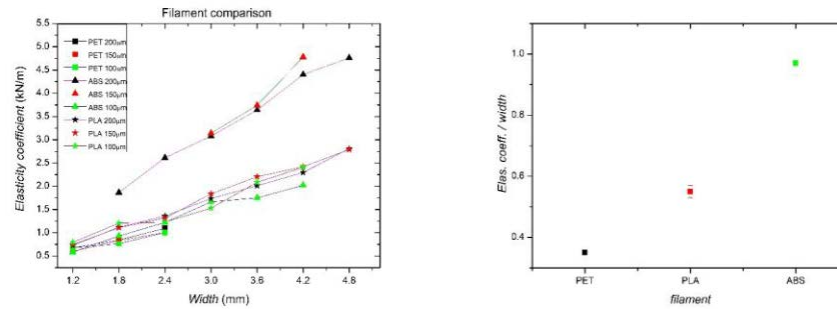 Filament comparison
Elasticity coefficient (kN/m)
5.5
5.0
4.5
4.0
3.5
3.0
2.5
2.0
1.5
1.0
0.5
PET 200µm
PET 150µm
PET 100µm
ABS 200µm
ABS 150µm
ABS 100µm
PLA 200µm
PLA 150µm
PLA 100µm
1.2 1.8 2.4 3.0 3.6 4.2 4.8
Width (mm)
Elas. coeff. / width
1.0
0.8
0.6
0.4
PET PLA ABS
filament